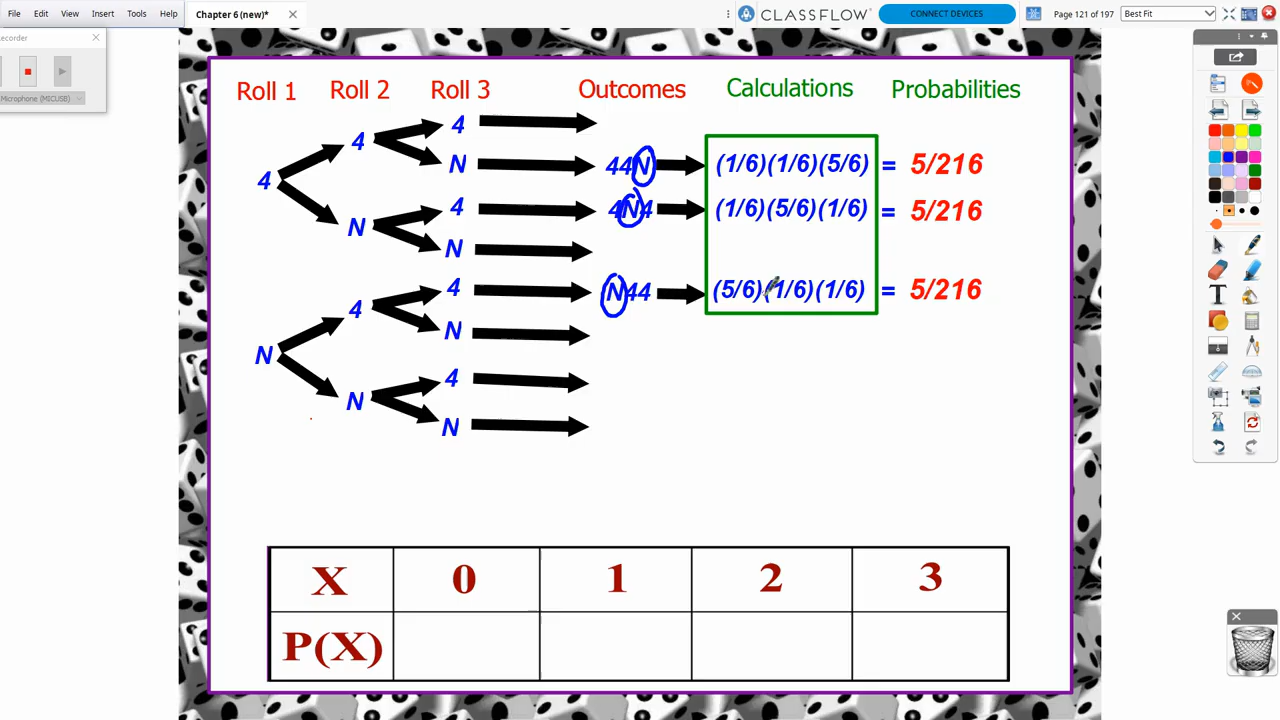 File Edit View Insert Tools Help Chapter 6 (new)* CLASSFLOW CONNECT DEVICES Page 121 of 197 Best Fit
ecorder
Microphone (MICUSB)
Roll 1 Roll 2 Roll 3 Outcomes Calculations Probabilities
4
4
N 44N (1/6)(1/6)(5/6) = 5/216
4
4 4N4 (1/6)(5/6)(1/6) = 5/216
N
N
4 N44 (5/6)(1/6)(1/6) = 5/216
4
N
N
4
N
N
X 0 1 2 3
P(X)